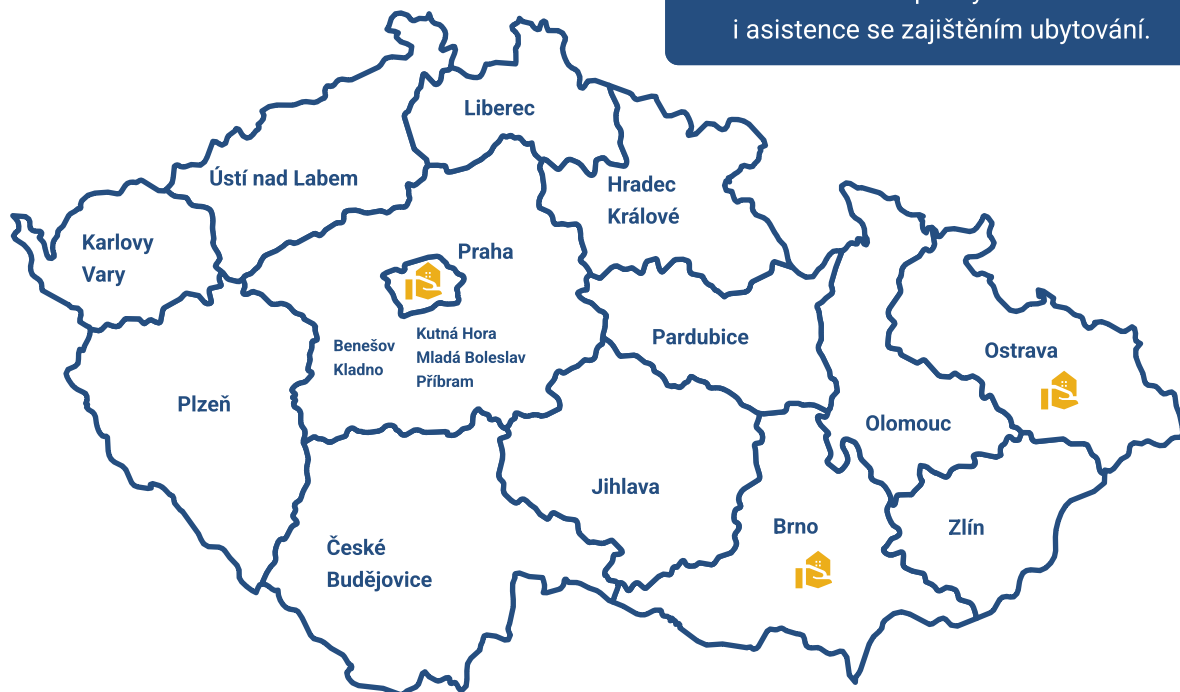 i asistence se zajištěním ubytování.
Liberec
Ústí nad Labem
Hradec
Králové
Karlovy
Vary
Praha
Benešov
Kladno
Kutná Hora
Mladá Boleslav
Příbram
Pardubice
Ostrava
Plzeň
Olomouc
Jihlava
Brno
Zlín
České
Budějovice